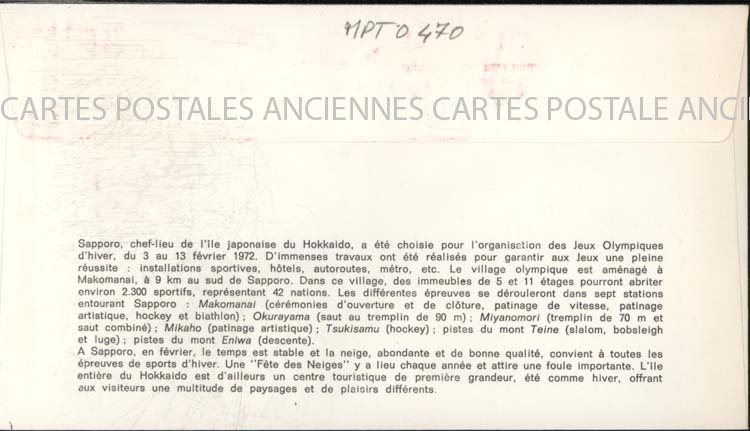 MPT O 470
CARTES POSTALES ANCIENNES CARTES POSTALE ANCI
Sapporo, chef-lieu de l'île japonaise du Hokkaido, a été choisie pour l'organisation des Jeux Olympiques
d'hiver, du 3 au 13 février 1972. D'immenses travaux ont été réalisés pour garantir aux Jeux une pleine
réussite : installations sportives, hôtels, autoroutes, métro, etc. Le village olympique est aménagé à
Makomanai, à 9 km au sud de Sapporo. Dans ce village, des immeubles de 5 et 11 étages pourront abriter
environ 2.300 sportifs, représentant 42 nations. Les différentes épreuves se dérouleront dans sept stations
entourant Sapporo : Makomanai (cérémonies d'ouverture et de clôture, patinage de vitesse, patinage
artistique, hockey et biathlon) ; Okurayama (saut au tremplin de 90 m) ; Miyanomori (tremplin de 70 m et
saut combiné) ; Mikaho (patinage artistique) ; Tsukisamu (hockey) ; pistes du mont Teine (slalom, bobsleigh
et luge) ; pistes du mont Eniwa (descente).
A Sapporo, en février, le temps est stable et la neige, abondante et de bonne qualité, convient à toutes les
épreuves de sports d'hiver. Une "Fête des Neiges" y a lieu chaque année et attire une foule importante. L'île
entière du Hokkaido est d'ailleurs un centre touristique de première grandeur, été comme hiver, offrant
aux visiteurs une multitude de paysages et de plaisirs différents.